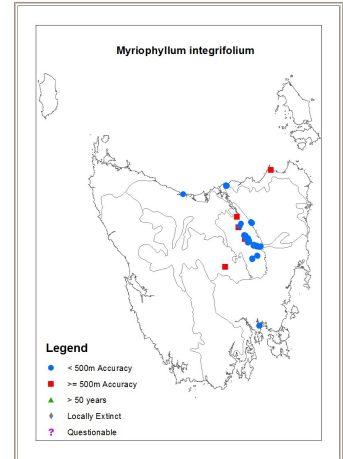 Myriophyllum integrifolium
Legend
< 500m Accuracy
>= 500m Accuracy
> 50 years
Locally Extinct
? Questionable